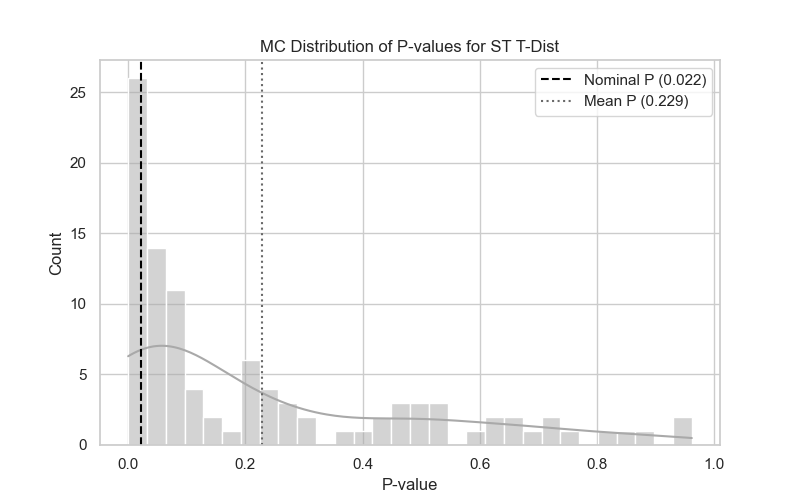 MC Distribution of P-values for ST T-Dist
Nominal P (0.022)
Mean P (0.229)
Count
25
20
15
10
5
0
0.0 0.2 0.4 0.6 0.8 1.0
P-value